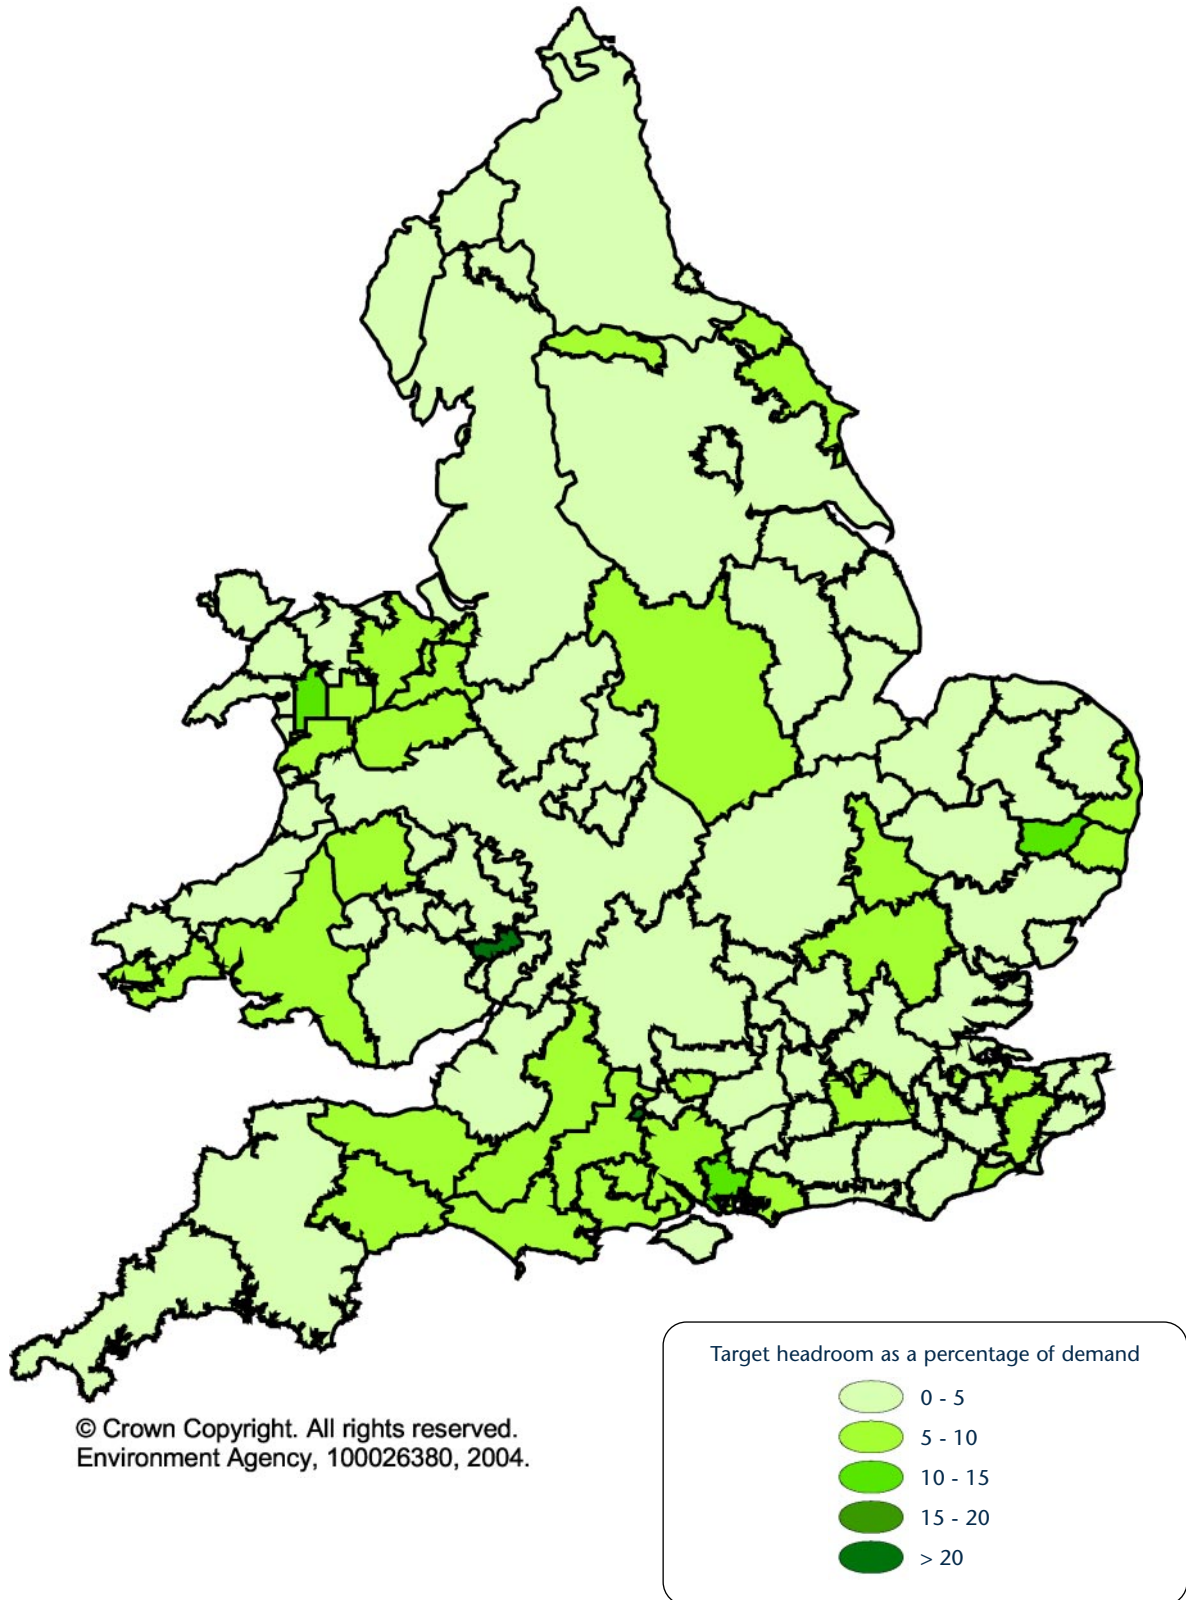 Target headroom as a percentage of demand
0 - 5
5 - 10
10 - 15
15 - 20
> 20
© Crown Copyright. All rights reserved.
Environment Agency, 100026380, 2004.